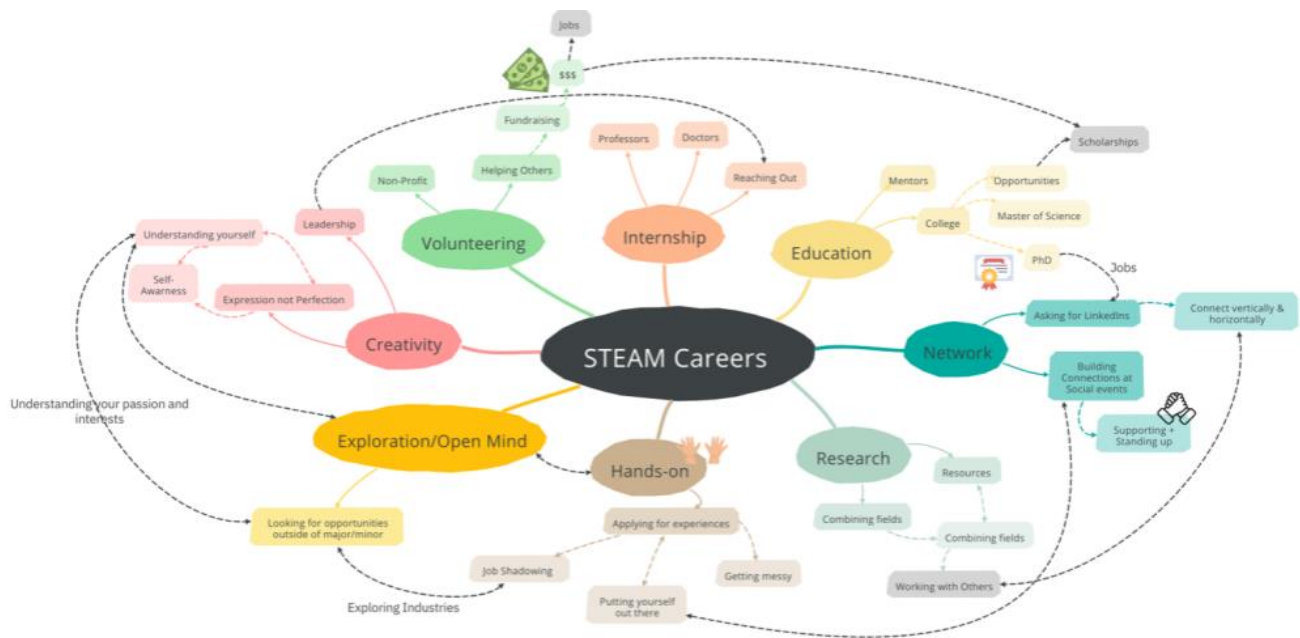 Jobs
$$$
Fundraising
Professors
Doctors
Scholarships
Non-Profit
Helping Others
Reaching Out
Mentors
Opportunities
Leadership
College
Master of Science
Understanding yourself
Volunteering
Internship
Education
PhD
Jobs
Self-
Awarness
Expression not Perfection
Asking for LinkedIns
Connect vertically &
horizontally
Creativity
STEAM Careers
Network
Building
Connections at
Social events
Understanding your passion and
interests
Exploration/Open Mind
Hands-on
Research
Supporting +
Standing up
Resources
Looking for opportunities
outside of major/minor
Applying for experiences
Combining fields
Combining fields
Job Shadowing
Getting messy
Working with Others
Exploring Industries
Putting yourself
out there